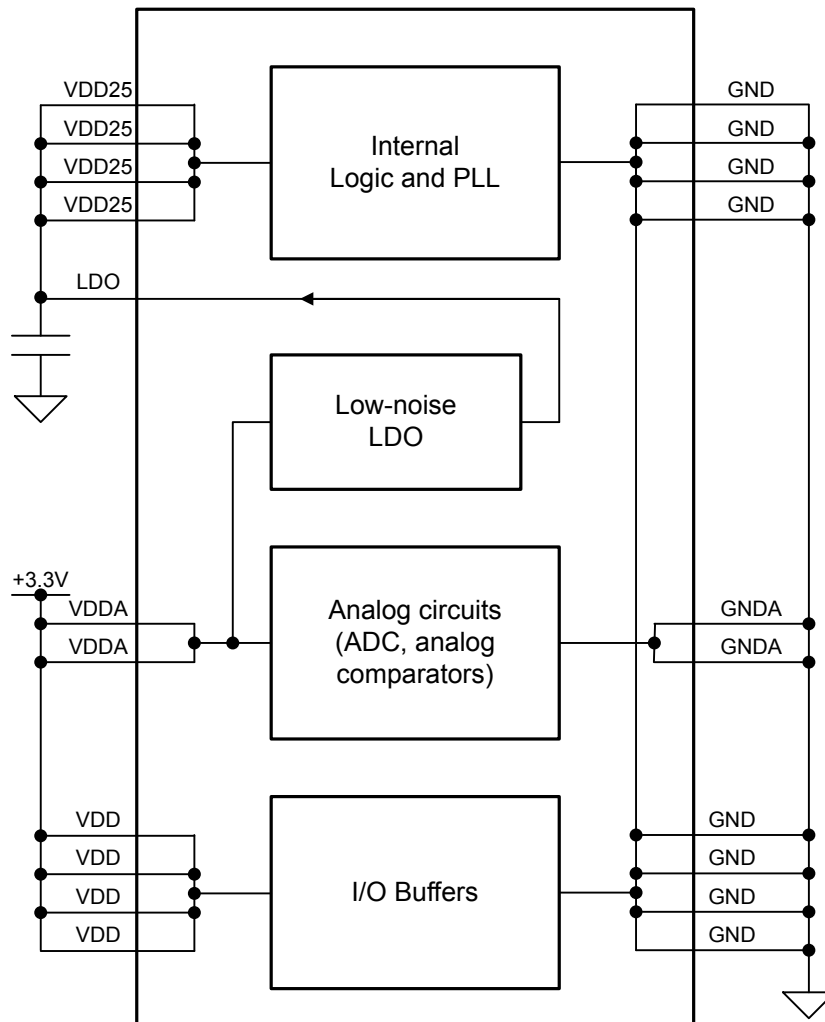 VDD25
GND
VDD25
GND
VDD25
GND
VDD25
GND
Internal
Logic and PLL
LDO
Low-noise
LDO
+3.3V
VDDA
VDDA
Analog circuits
(ADC, analog
comparators)
GNDA
GNDA
VDD
GND
VDD
GND
VDD
GND
VDD
GND
I/O Buffers